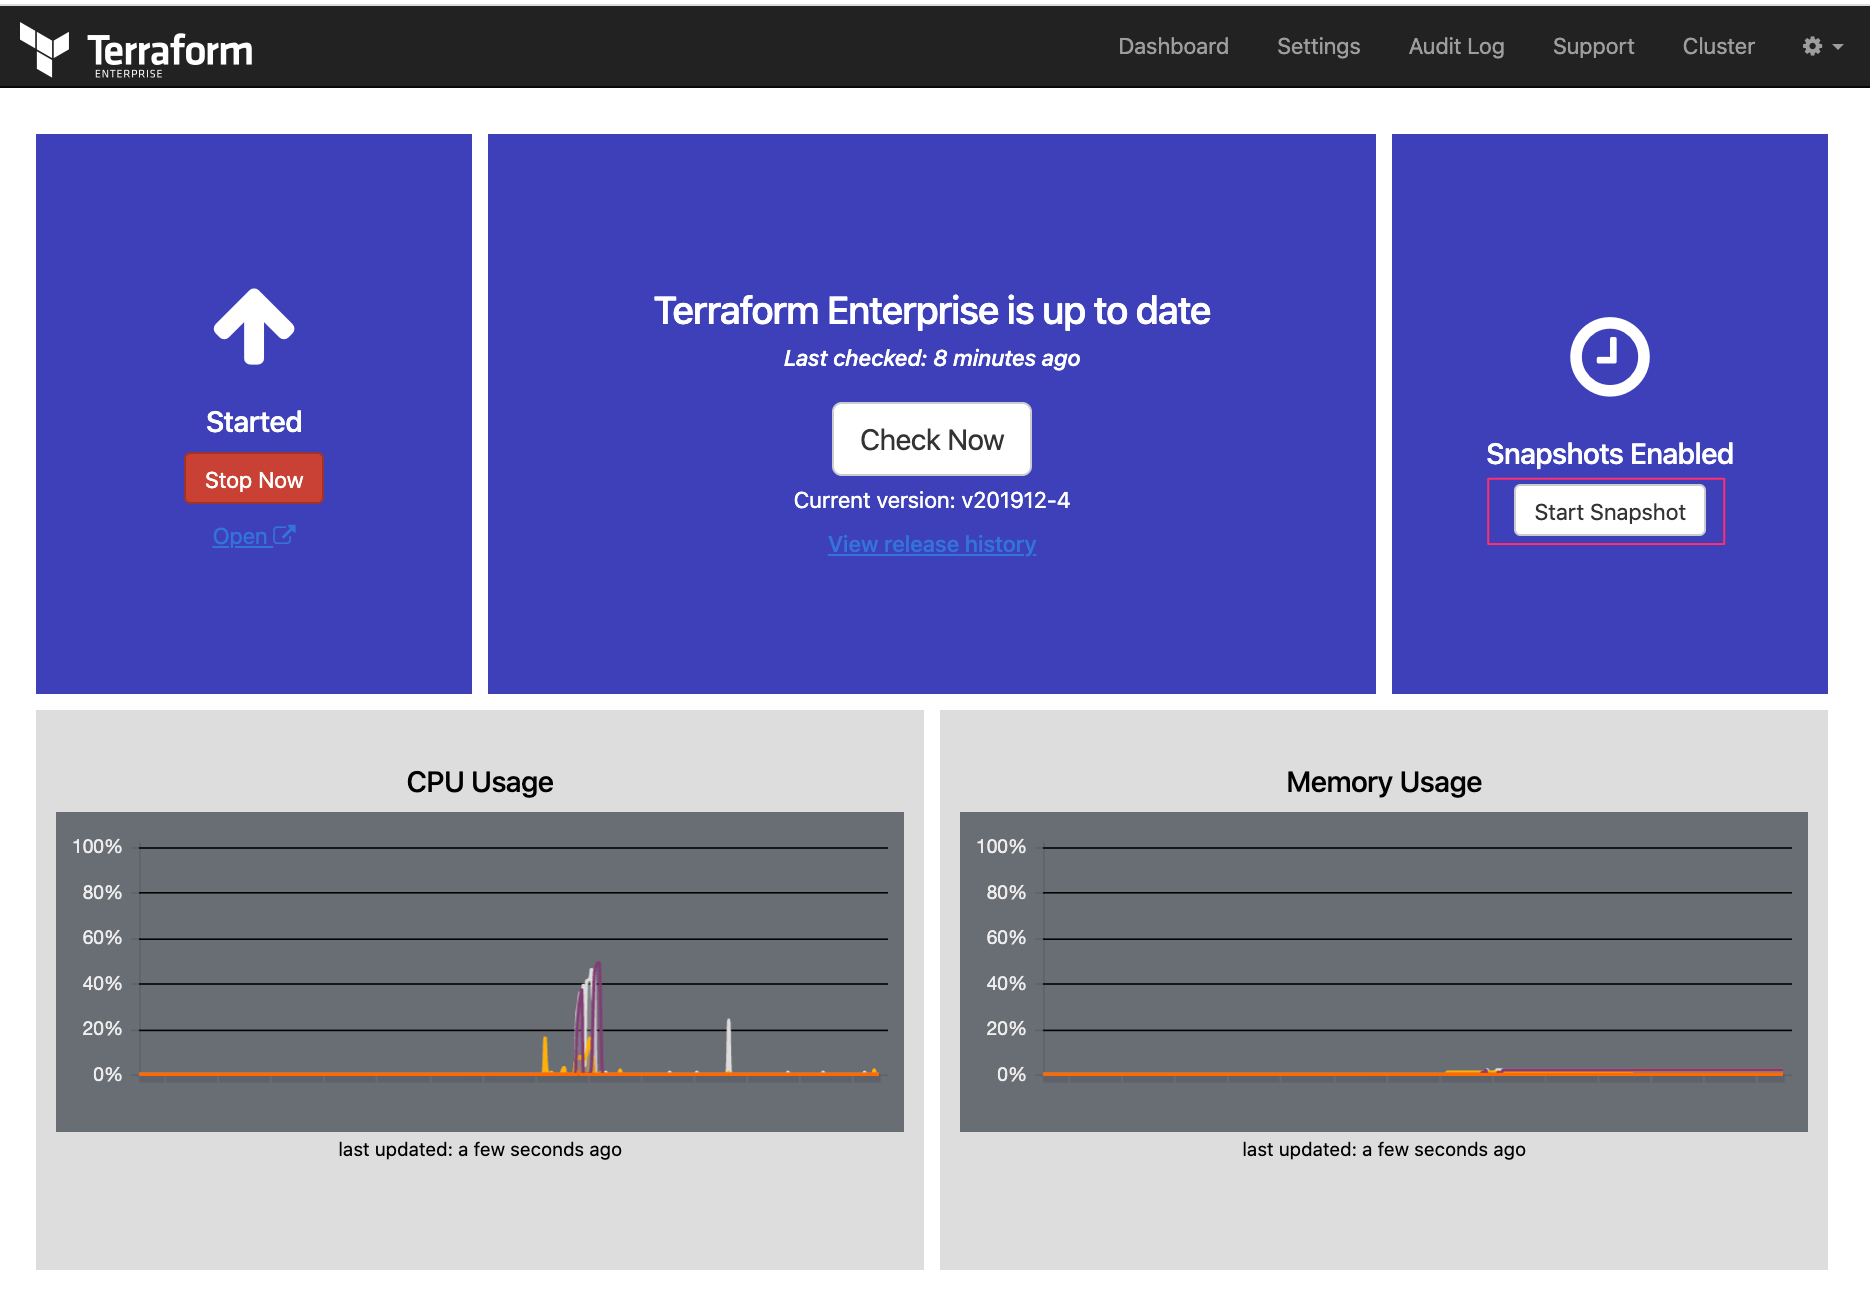 Terraform
ENTERPRISE
Dashboard Settings Audit Log Support Cluster
Started
Stop Now
Open
Terraform Enterprise is up to date
Last checked: 8 minutes ago
Check Now
Current version: v201912-4
View release history
Snapshots Enabled
Start Snapshot
CPU Usage
100%
80%
60%
40%
20%
0%
last updated: a few seconds ago
Memory Usage
100%
80%
60%
40%
20%
0%
last updated: a few seconds ago